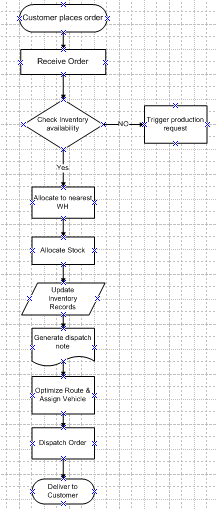 Customer places order
Receive Order
Check Inventory
availability
NO
Trigger production
request
Yes
Allocate to nearest
WH
Allocate Stock
Update
Inventory
Records
Generate dispatch
note
Optimize Route &
Assign Vehicle
Dispatch Order
Deliver to
Customer